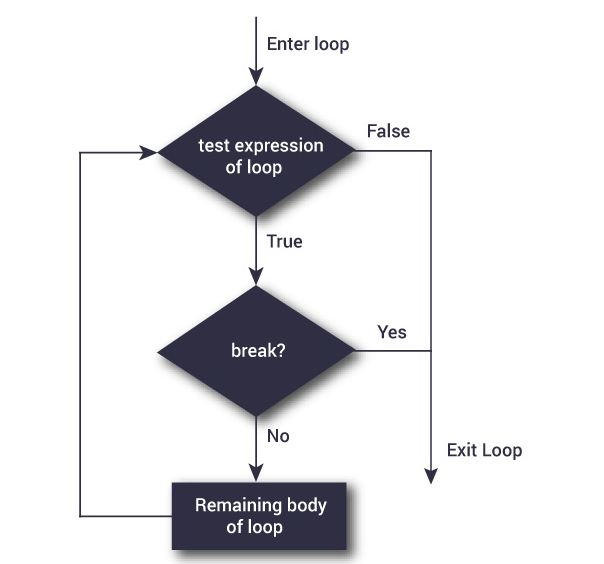 Enter loop
test expression
of loop
False
True
break?
Yes
No
Exit Loop
Remaining body
of loop